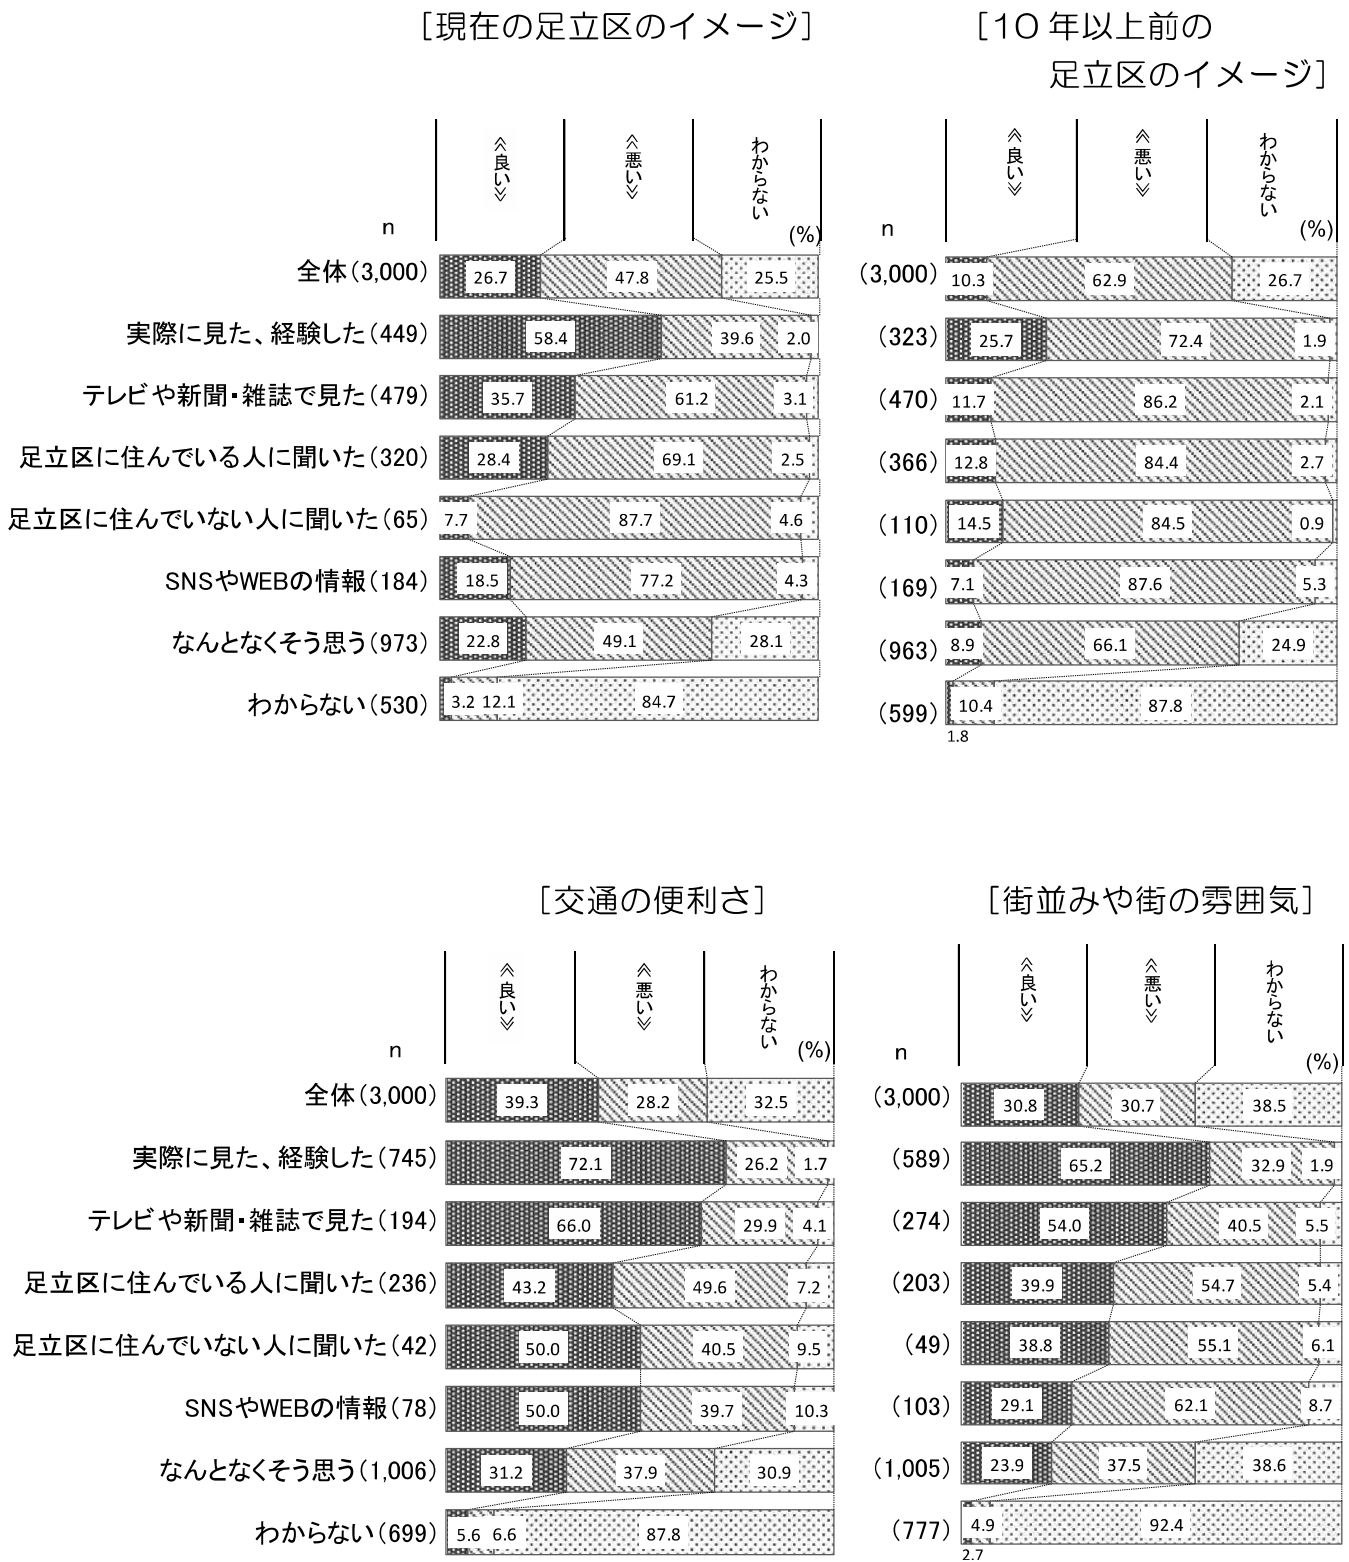 [現在の足立区のイメージ]
≪良い≫
≪悪い≫
わからない
n
(%)
全体(3,000) 26.7 47.8 25.5
実際に見た、経験した(449) 58.4 39.6 2.0
テレビや新聞・雑誌で見た(479) 35.7 61.2 3.1
足立区に住んでいる人に聞いた(320) 28.4 69.1 2.5
足立区に住んでいない人に聞いた(65) 7.7 87.7 4.6
SNSやWEBの情報(184) 18.5 77.2 4.3
なんとなくそう思う(973) 22.8 49.1 28.1
わからない(530) 3.2 12.1 84.7
[10年以上前の
足立区のイメージ]
≪良い≫
≪悪い≫
わからない
n
(%)
(3,000) 10.3 62.9 26.7
(323) 25.7 72.4 1.9
(470) 11.7 86.2 2.1
(366) 12.8 84.4 2.7
(110) 14.5 84.5 0.9
(169) 7.1 87.6 5.3
(963) 8.9 66.1 24.9
(599) 10.4 87.8
1.8
[交通の便利さ]
≪良い≫
≪悪い≫
わからない
n
(%)
全体(3,000) 39.3 28.2 32.5
実際に見た、経験した(745) 72.1 26.2 1.7
テレビや新聞・雑誌で見た(194) 66.0 29.9 4.1
足立区に住んでいる人に聞いた(236) 43.2 49.6 7.2
足立区に住んでいない人に聞いた(42) 50.0 40.5 9.5
SNSやWEBの情報(78) 50.0 39.7 10.3
なんとなくそう思う(1,006) 31.2 37.9 30.9
わからない(699) 5.6 6.6 87.8
[街並みや街の雰囲気]
≪良い≫
≪悪い≫
わからない
n
(%)
(3,000) 30.8 30.7 38.5
(589) 65.2 32.9 1.9
(274) 54.0 40.5 5.5
(203) 39.9 54.7 5.4
(49) 38.8 55.1 6.1
(103) 29.1 62.1 8.7
(1,005) 23.9 37.5 38.6
(777) 4.9 92.4
2.7